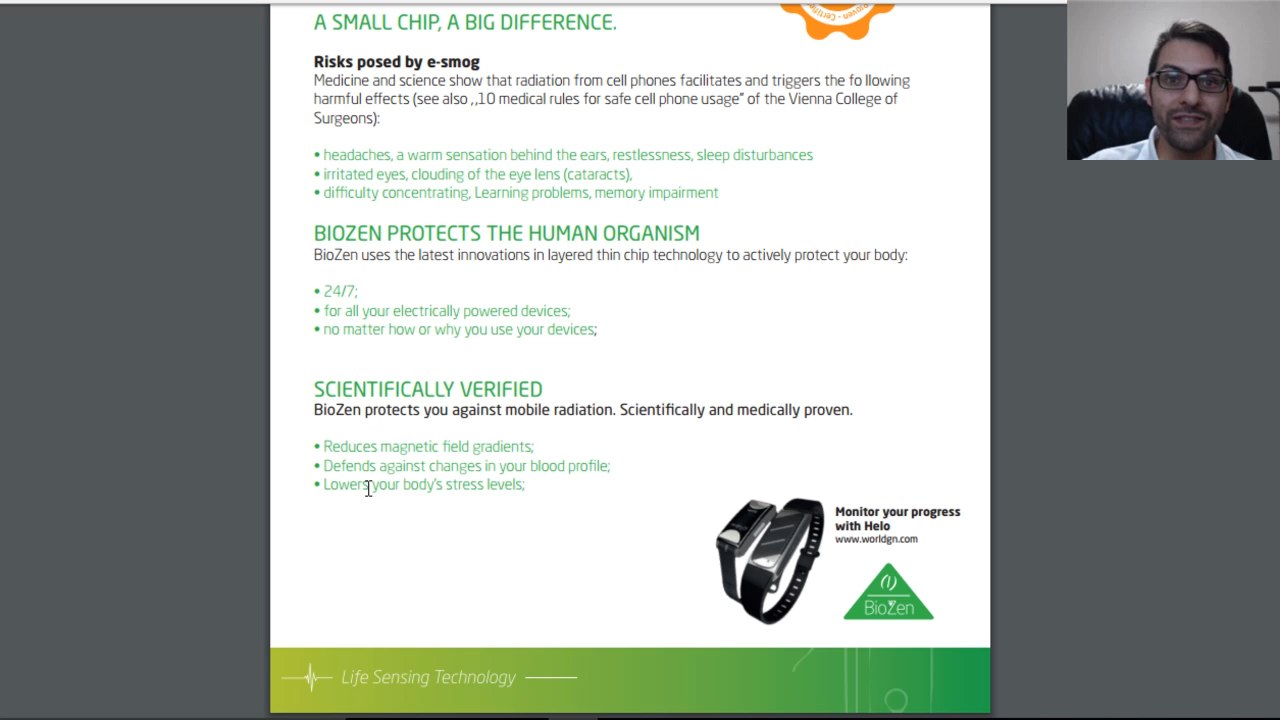 A SMALL CHIP, A BIG DIFFERENCE.
Risks posed by e-smog
Medicine and science show that radiation from cell phones facilitates and triggers the fo llowing
harmful effects (see also ,,10 medical rules for safe cell phone usage" of the Vienna College of
Surgeons):
• headaches, a warm sensation behind the ears, restlessness, sleep disturbances
• irritated eyes, clouding of the eye lens (cataracts),
• difficulty concentrating, Learning problems, memory impairment
BIOZEN PROTECTS THE HUMAN ORGANISM
BioZen uses the latest innovations in layered thin chip technology to actively protect your body:
• 24/7;
• for all your electrically powered devices;
• no matter how or why you use your devices;
SCIENTIFICALLY VERIFIED
BioZen protects you against mobile radiation. Scientifically and medically proven.
• Reduces magnetic field gradients;
• Defends against changes in your blood profile;
• Lowers your body's stress levels;
Monitor your progress
with Helo
www.worldgn.com
BioZen
Life Sensing Technology